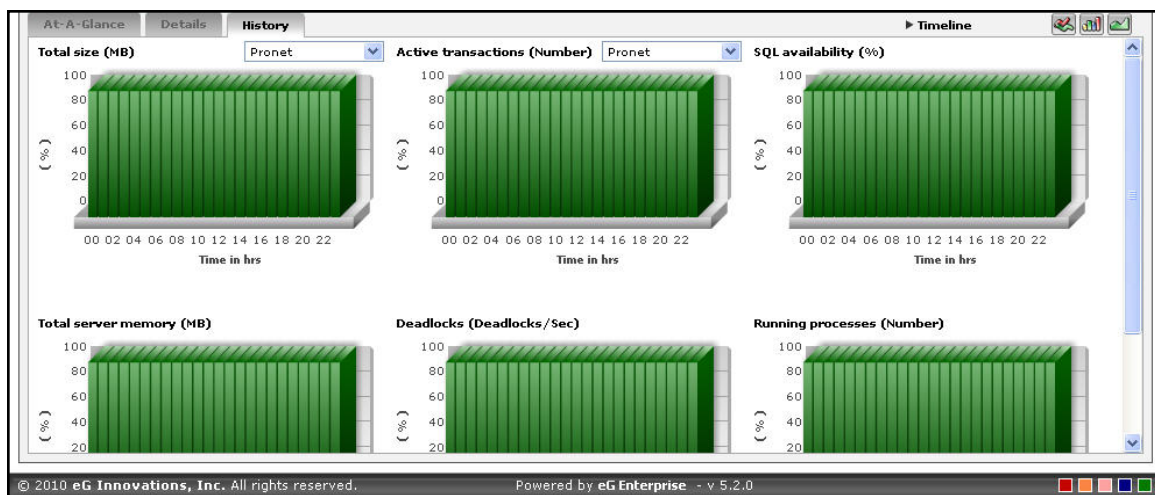 At-A-Glance Details History Timeline
Total size (MB) Pronet Active transactions (Number) Pronet SQL availability (%)
100 100 100
80 80 80
60 60 60
40 40 40
20 20 20
0 0 0
( % ) ( % ) ( % )
00 02 04 06 08 10 12 14 16 18 20 22 00 02 04 06 08 10 12 14 16 18 20 22 00 02 04 06 08 10 12 14 16 18 20 22
Time in hrs Time in hrs Time in hrs
Total server memory (MB) Deadlocks (Deadlocks/Sec) Running processes (Number)
100 100 100
80 80 80
60 60 60
40 40 40
20 20 20
( % ) ( % ) ( % )
© 2010 eG Innovations, Inc. All rights reserved. Powered by eG Enterprise - v 5.2.0